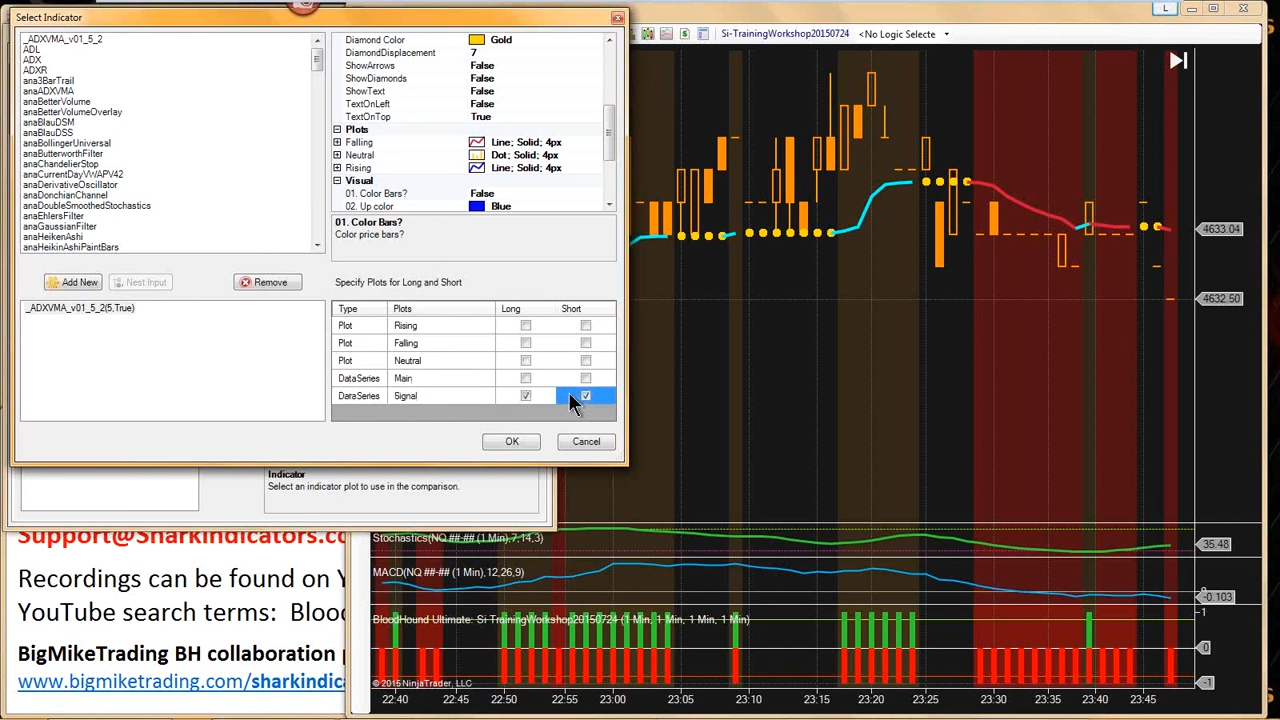 Select Indicator
_ADXVMA_v01_5_2
ADL
ADX
ADXR
ana3BarTrail
anaADXVMA
anaBetterVolume
anaBetterVolumeOverlay
anaBlauDSM
anaBlauDSS
anaBollingerUniversal
anaButterworthFilter
anaChandelierStop
anaCurrentDayVWAPV42
anaDerivativeOscillator
anaDonchianChannel
anaDoubleSmoothedStochastics
anaEhlersFilter
anaGaussianFilter
anaHeikenAshi
anaHeikinAshiPaintBars
Diamond Color Gold
DiamondDisplacement 7
ShowArrows False
ShowDiamonds False
ShowText False
TextOnLeft False
TextOnTop True
Plots
Falling Line; Solid; 4px
Neutral Dot; Solid; 4px
Rising Line; Solid; 4px
Visual
01. Color Bars? False
02. Up color Blue
01. Color Bars?
Color price bars?
Add New Nest Input Remove
Specify Plots for Long and Short
_ADXVMA_v01_5_2(5,True)
Type Plots Long Short
Plot Rising
Plot Falling
Plot Neutral
DataSeries Main
DataSeries Signal
OK Cancel
Indicator
Select an indicator plot to use in the comparison.
Support@SharkIndicators.co
Recordings can be found on Y
YouTube search terms: Blood
BigMikeTrading BH collaboration
www.bigmiketrading.com/sharkindica
L
$
Si-TrainingWorkshop20150724 <No Logic Selecte
4633.04
4632.50
Stochastics(NQ ##-## (1 Min),7,14,3)
35.48
MACD(NQ ##-## (1 Min),12,26,9)
0
-0.103
BloodHound Ultimate: Si TrainingWorkshop20150724 (1 Min, 1 Min, 1 Min, 1 Min)
1
0
-1
© 2015 NinjaTrader, LLC
22:40 22:45 22:50 22:55 23:00 23:05 23:10 23:15 23:20 23:25 23:30 23:35 23:40 23:45